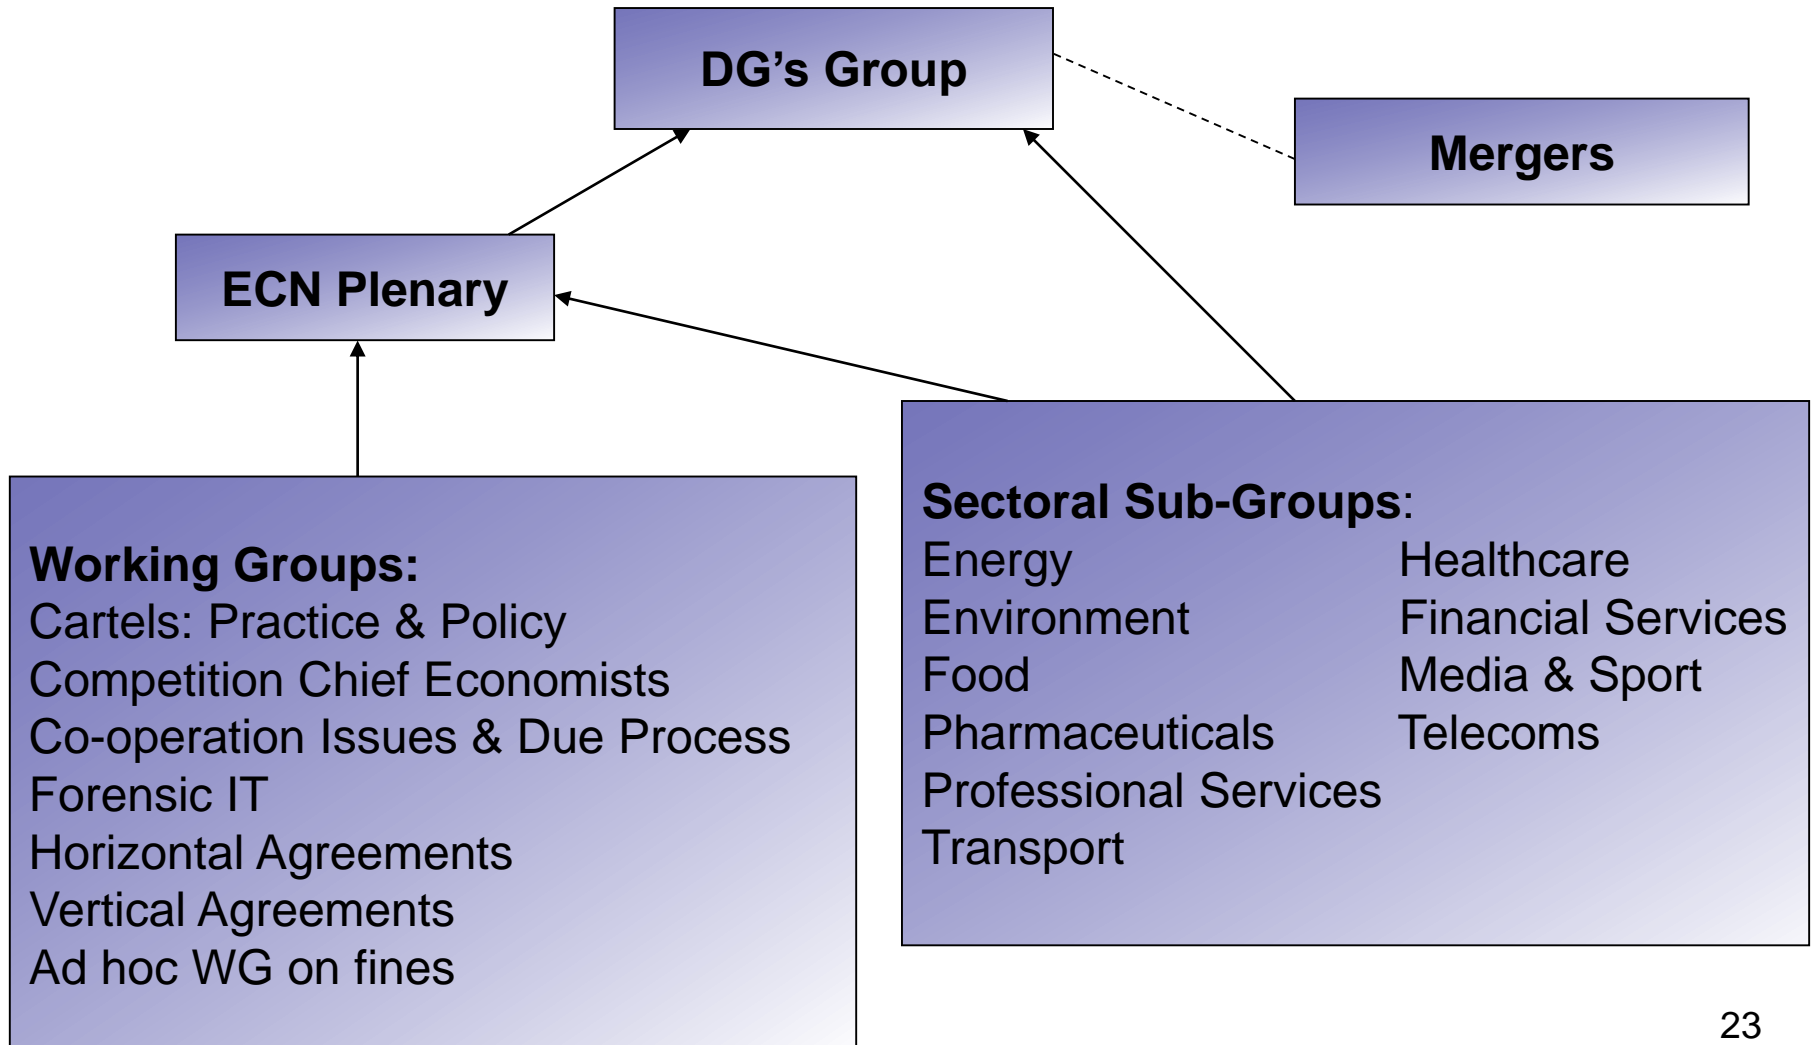 DG’s Group
Mergers
ECN Plenary
Working Groups:
Cartels: Practice & Policy
Competition Chief Economists
Co-operation Issues & Due Process
Forensic IT
Horizontal Agreements
Vertical Agreements
Ad hoc WG on fines
Sectoral Sub-Groups:
Energy
Environment
Food
Pharmaceuticals
Professional Services
Transport
Healthcare
Financial Services
Media & Sport
Telecoms
23